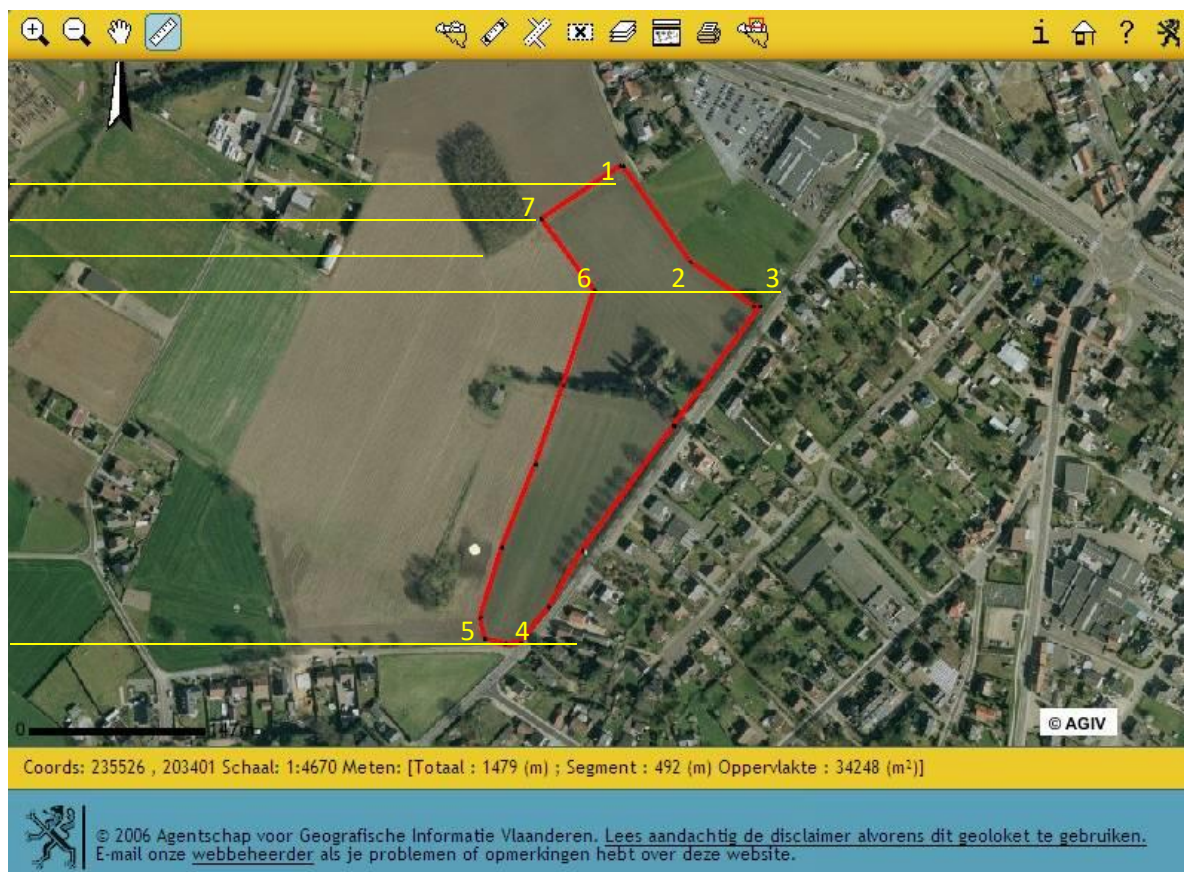 i ?
1
7
6 2 3
5 4
0 147m
© AGIV
Coords: 235526 , 203401 Schaal: 1:4670 Meten: [Totaal : 1479 (m) ; Segment : 492 (m) Oppervlakte : 34248 (m²)]
© 2006 Agentschap voor Geografische Informatie Vlaanderen. Lees aandachtig de disclaimer alvorens dit geoloket te gebruiken.
E-mail onze webbeheerder als je problemen of opmerkingen hebt over deze website.